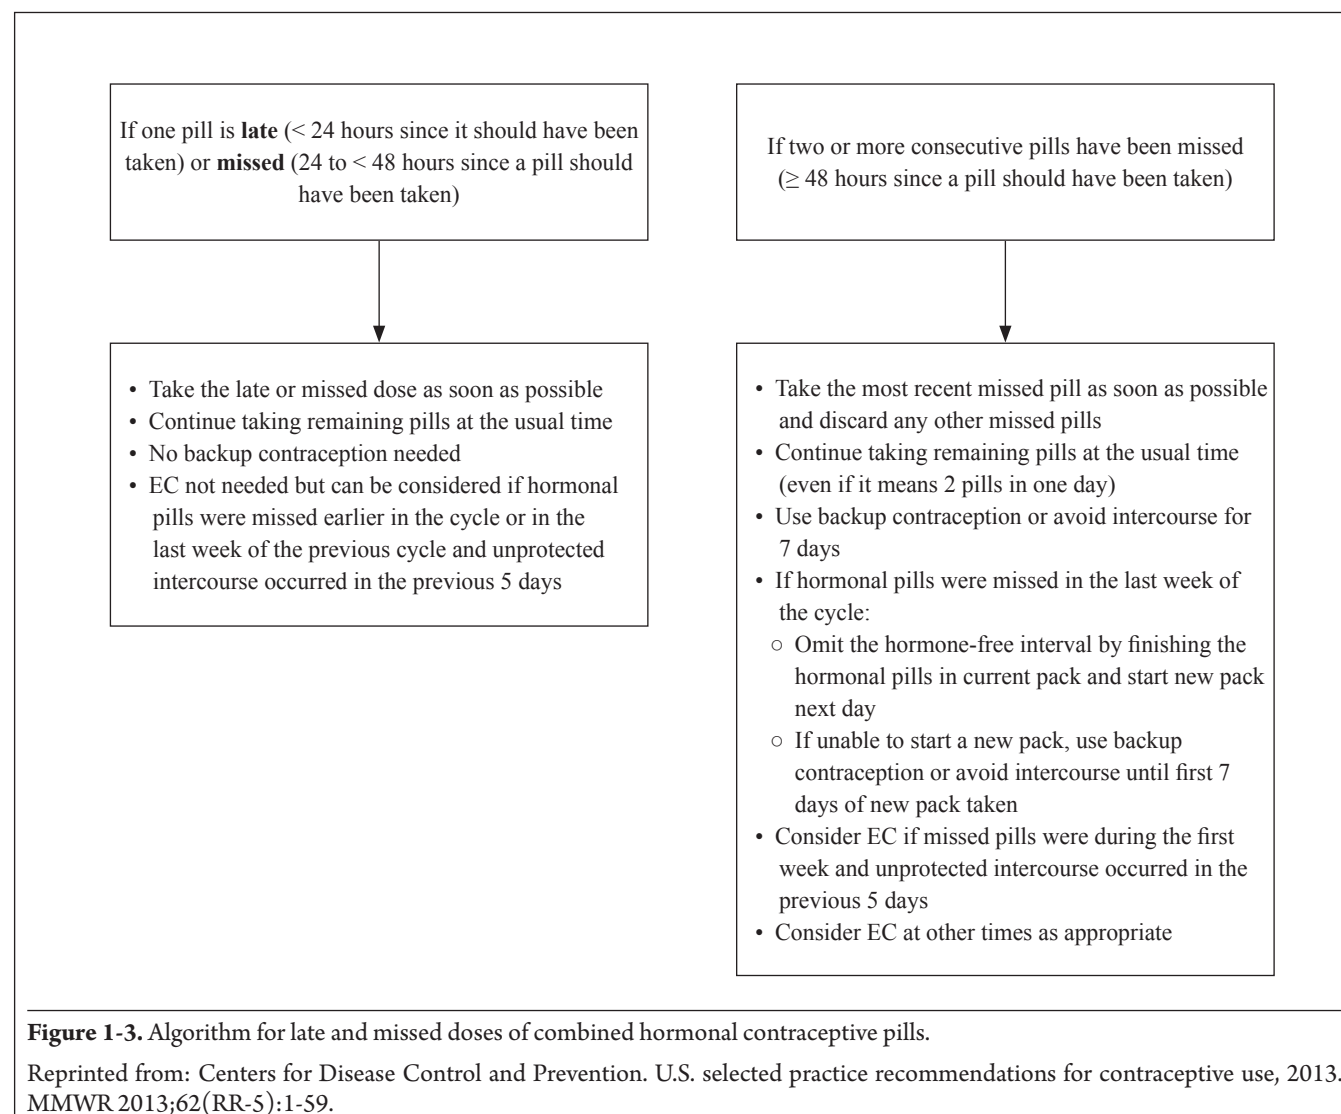 If one pill is late (< 24 hours since it should have been
taken) or missed (24 to < 48 hours since a pill should
have been taken)
If two or more consecutive pills have been missed
(≥ 48 hours since a pill should have been taken)
• Take the late or missed dose as soon as possible
• Continue taking remaining pills at the usual time
• No backup contraception needed
• EC not needed but can be considered if hormonal
pills were missed earlier in the cycle or in the
last week of the previous cycle and unprotected
intercourse occurred in the previous 5 days
• Take the most recent missed pill as soon as possible
and discard any other missed pills
• Continue taking remaining pills at the usual time
(even if it means 2 pills in one day)
• Use backup contraception or avoid intercourse for
7 days
• If hormonal pills were missed in the last week of
the cycle:
○ Omit the hormone-free interval by finishing the
hormonal pills in current pack and start new pack
next day
○ If unable to start a new pack, use backup
contraception or avoid intercourse until first 7
days of new pack taken
• Consider EC if missed pills were during the first
week and unprotected intercourse occurred in the
previous 5 days
• Consider EC at other times as appropriate
Figure 1-3. Algorithm for late and missed doses of combined hormonal contraceptive pills.
Reprinted from: Centers for Disease Control and Prevention. U.S. selected practice recommendations for contraceptive use, 2013.
MMWR 2013;62(RR-5):1-59.